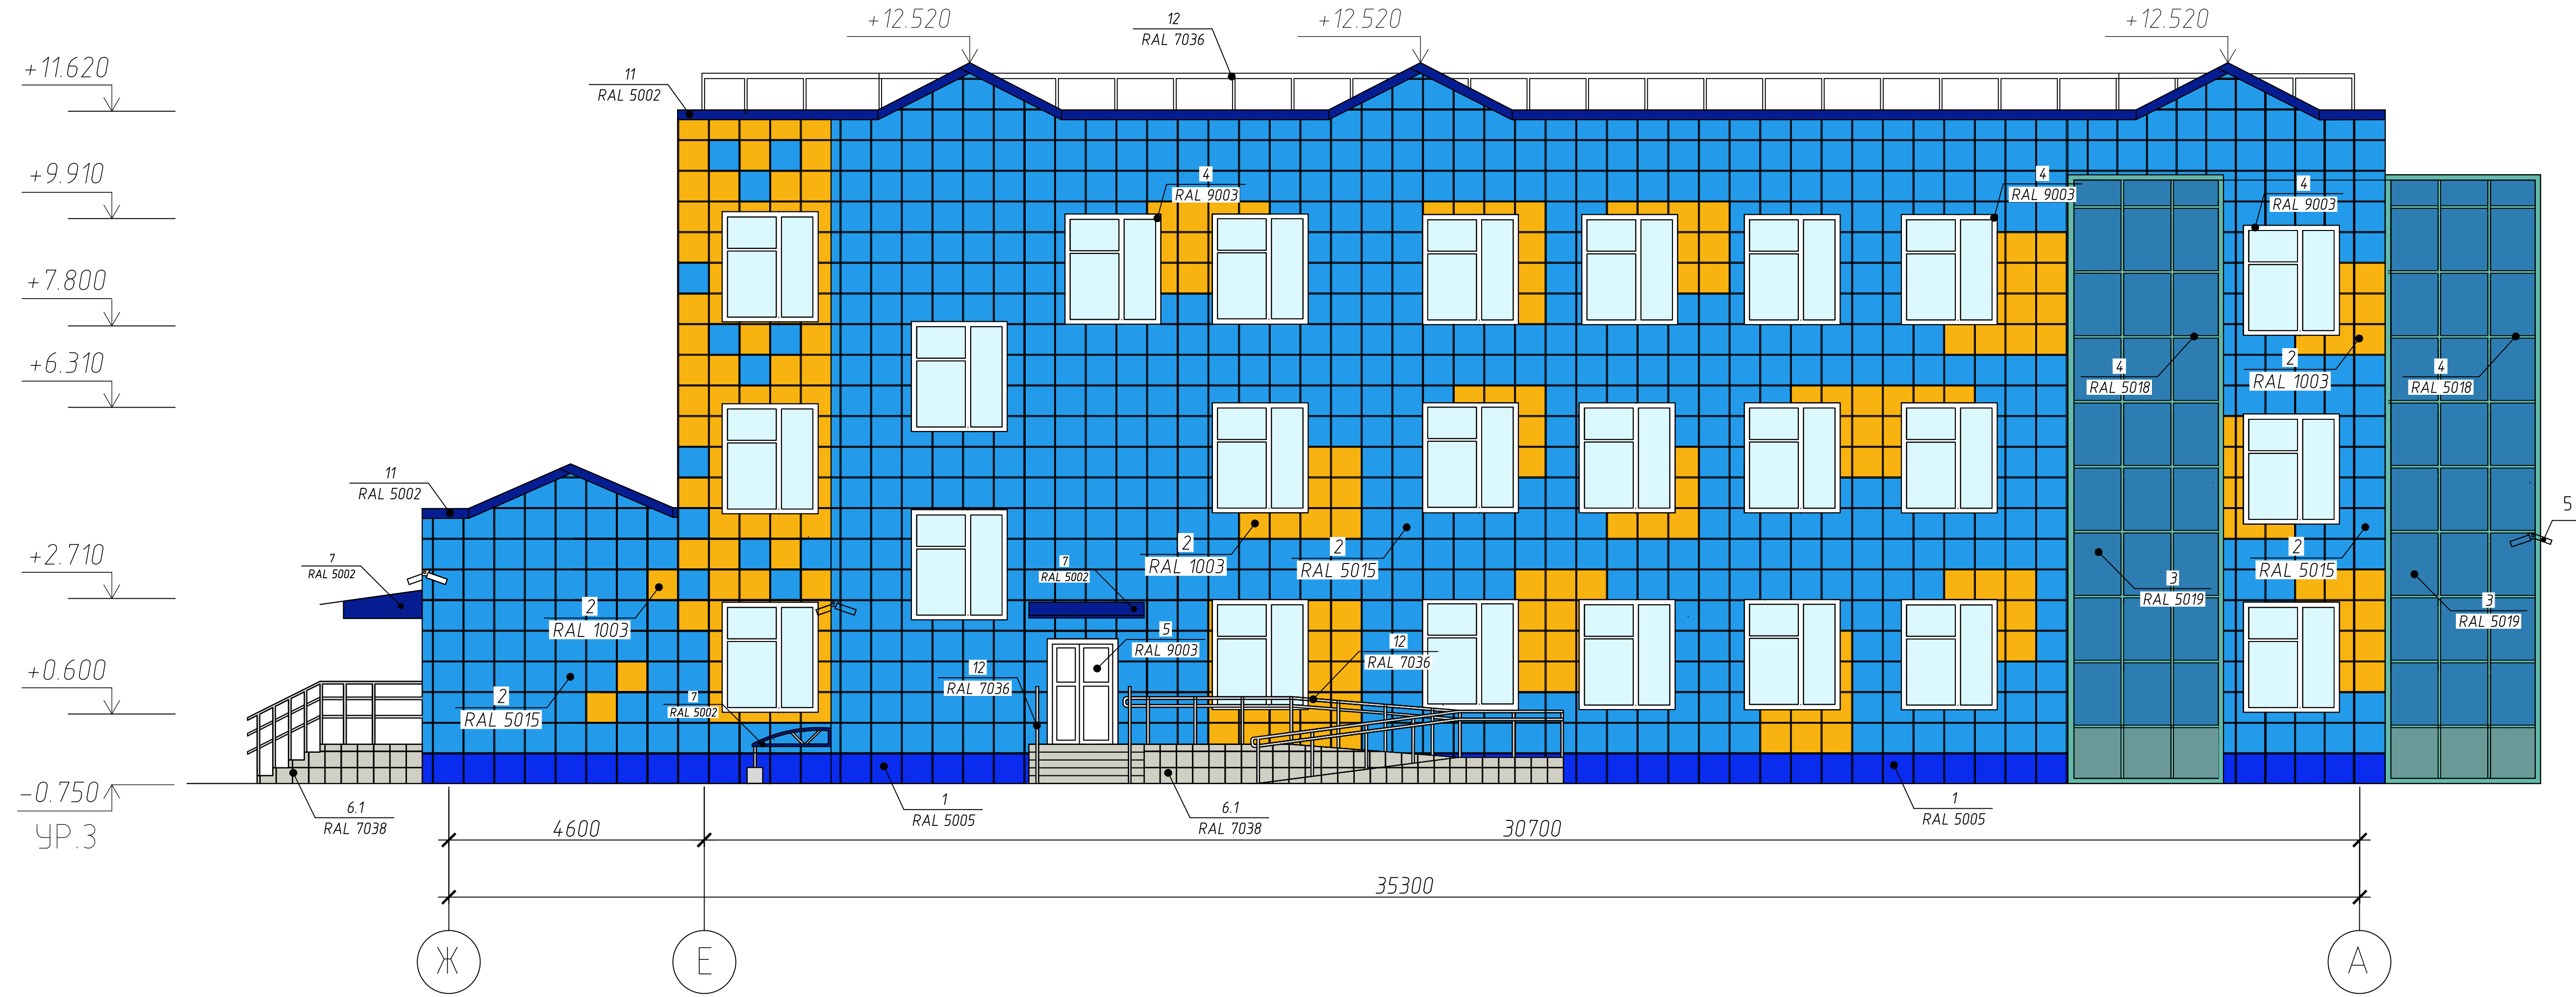 +12.520
12
RAL 7036
+12.520
+12.520
+11.620
11
RAL 5002
+9.910
4
RAL 9003
4
RAL 9003
4
RAL 9003
+7.800
+6.310
4
RAL 5018
2
RAL 1003
4
RAL 5018
11
RAL 5002
5
+2.710
7
RAL 5002
7
RAL 5002
2
RAL 1003
2
RAL 5015
2
RAL 5015
3
RAL 5019
3
RAL 5019
2
RAL 1003
5
RAL 9003
12
RAL 7036
+0.600
12
RAL 7036
2
RAL 5015
7
RAL 5002
-0.750
УР.З
6.1
RAL 7038
1
RAL 5005
6.1
RAL 7038
1
RAL 5005
4600
30700
35300
Ж
Е
А